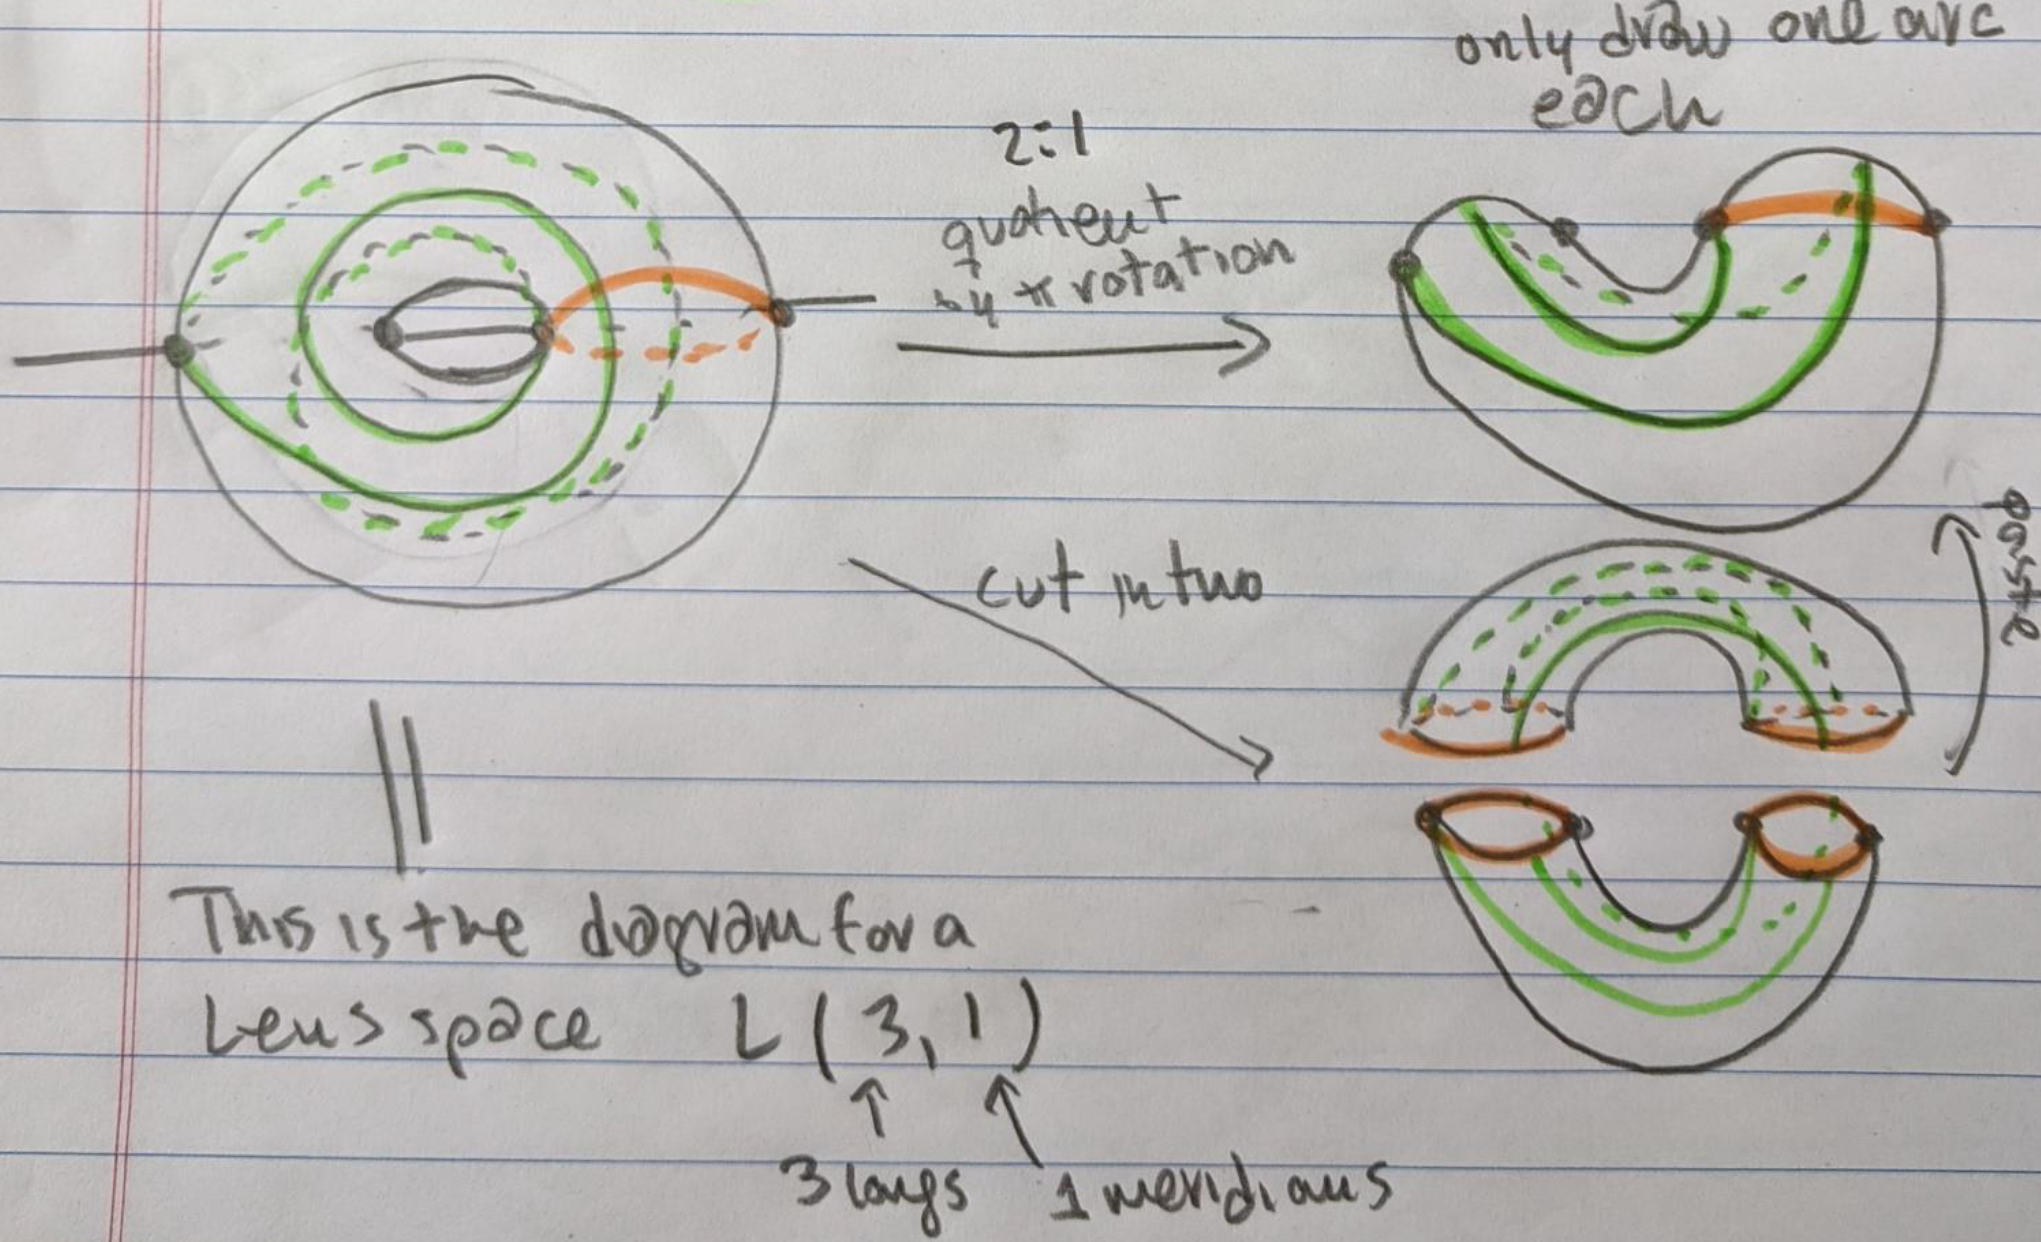 only draw one arc
each
2:1
quotient
by π rotation
cut in two
paste
This is the diagram for a
Lens space L(3,1)
3 longs 1 meridians